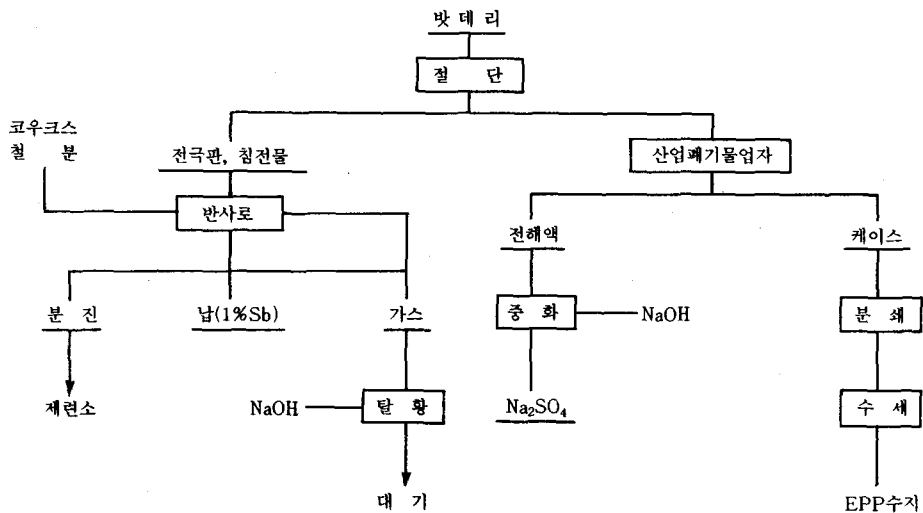 밧데리
절 단
코우크스
철 분
전극판, 침전물
산업폐기물업자
반사로
전해액
케이스
분 진
납(1%Sb)
가스
중 화
NaOH
분 쇄
제련소
NaOH
탈 황
Na₂SO₄
수 세
대 기
EPP수지